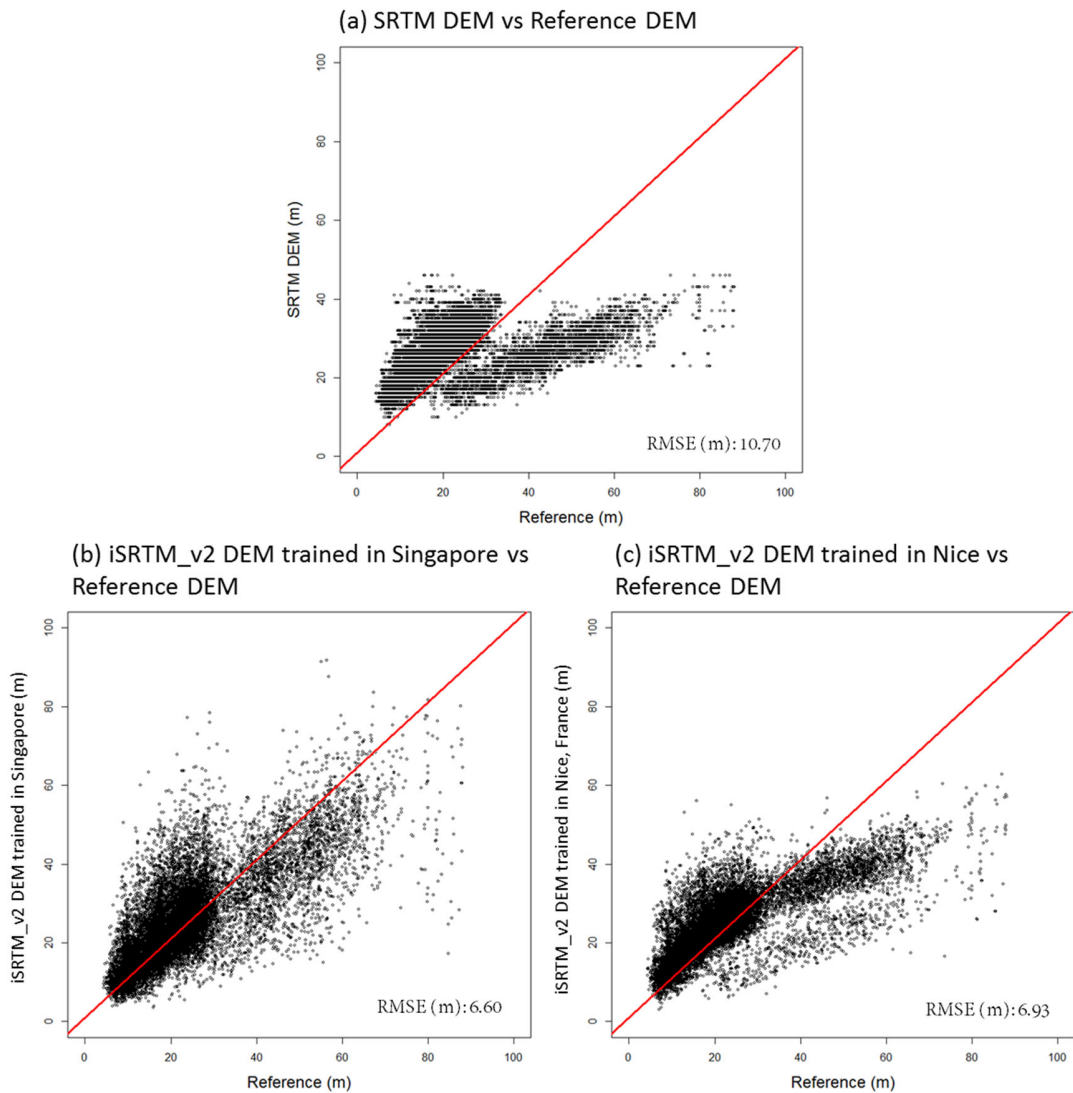 (a) SRTM DEM vs Reference DEM
SRTM DEM (m)
100
80
60
40
20
0
RMSE (m): 10.70
0 20 40 60 80 100
Reference (m)
(b) iSRTM_v2 DEM trained in Singapore vs
Reference DEM
iSRTM_v2 DEM trained in Singapore (m)
100
80
60
40
20
0
RMSE (m): 6.60
0 20 40 60 80 100
Reference (m)
(c) iSRTM_v2 DEM trained in Nice vs
Reference DEM
iSRTM_v2 DEM trained in Nice, France (m)
100
80
60
40
20
0
RMSE (m): 6.93
0 20 40 60 80 100
Reference (m)